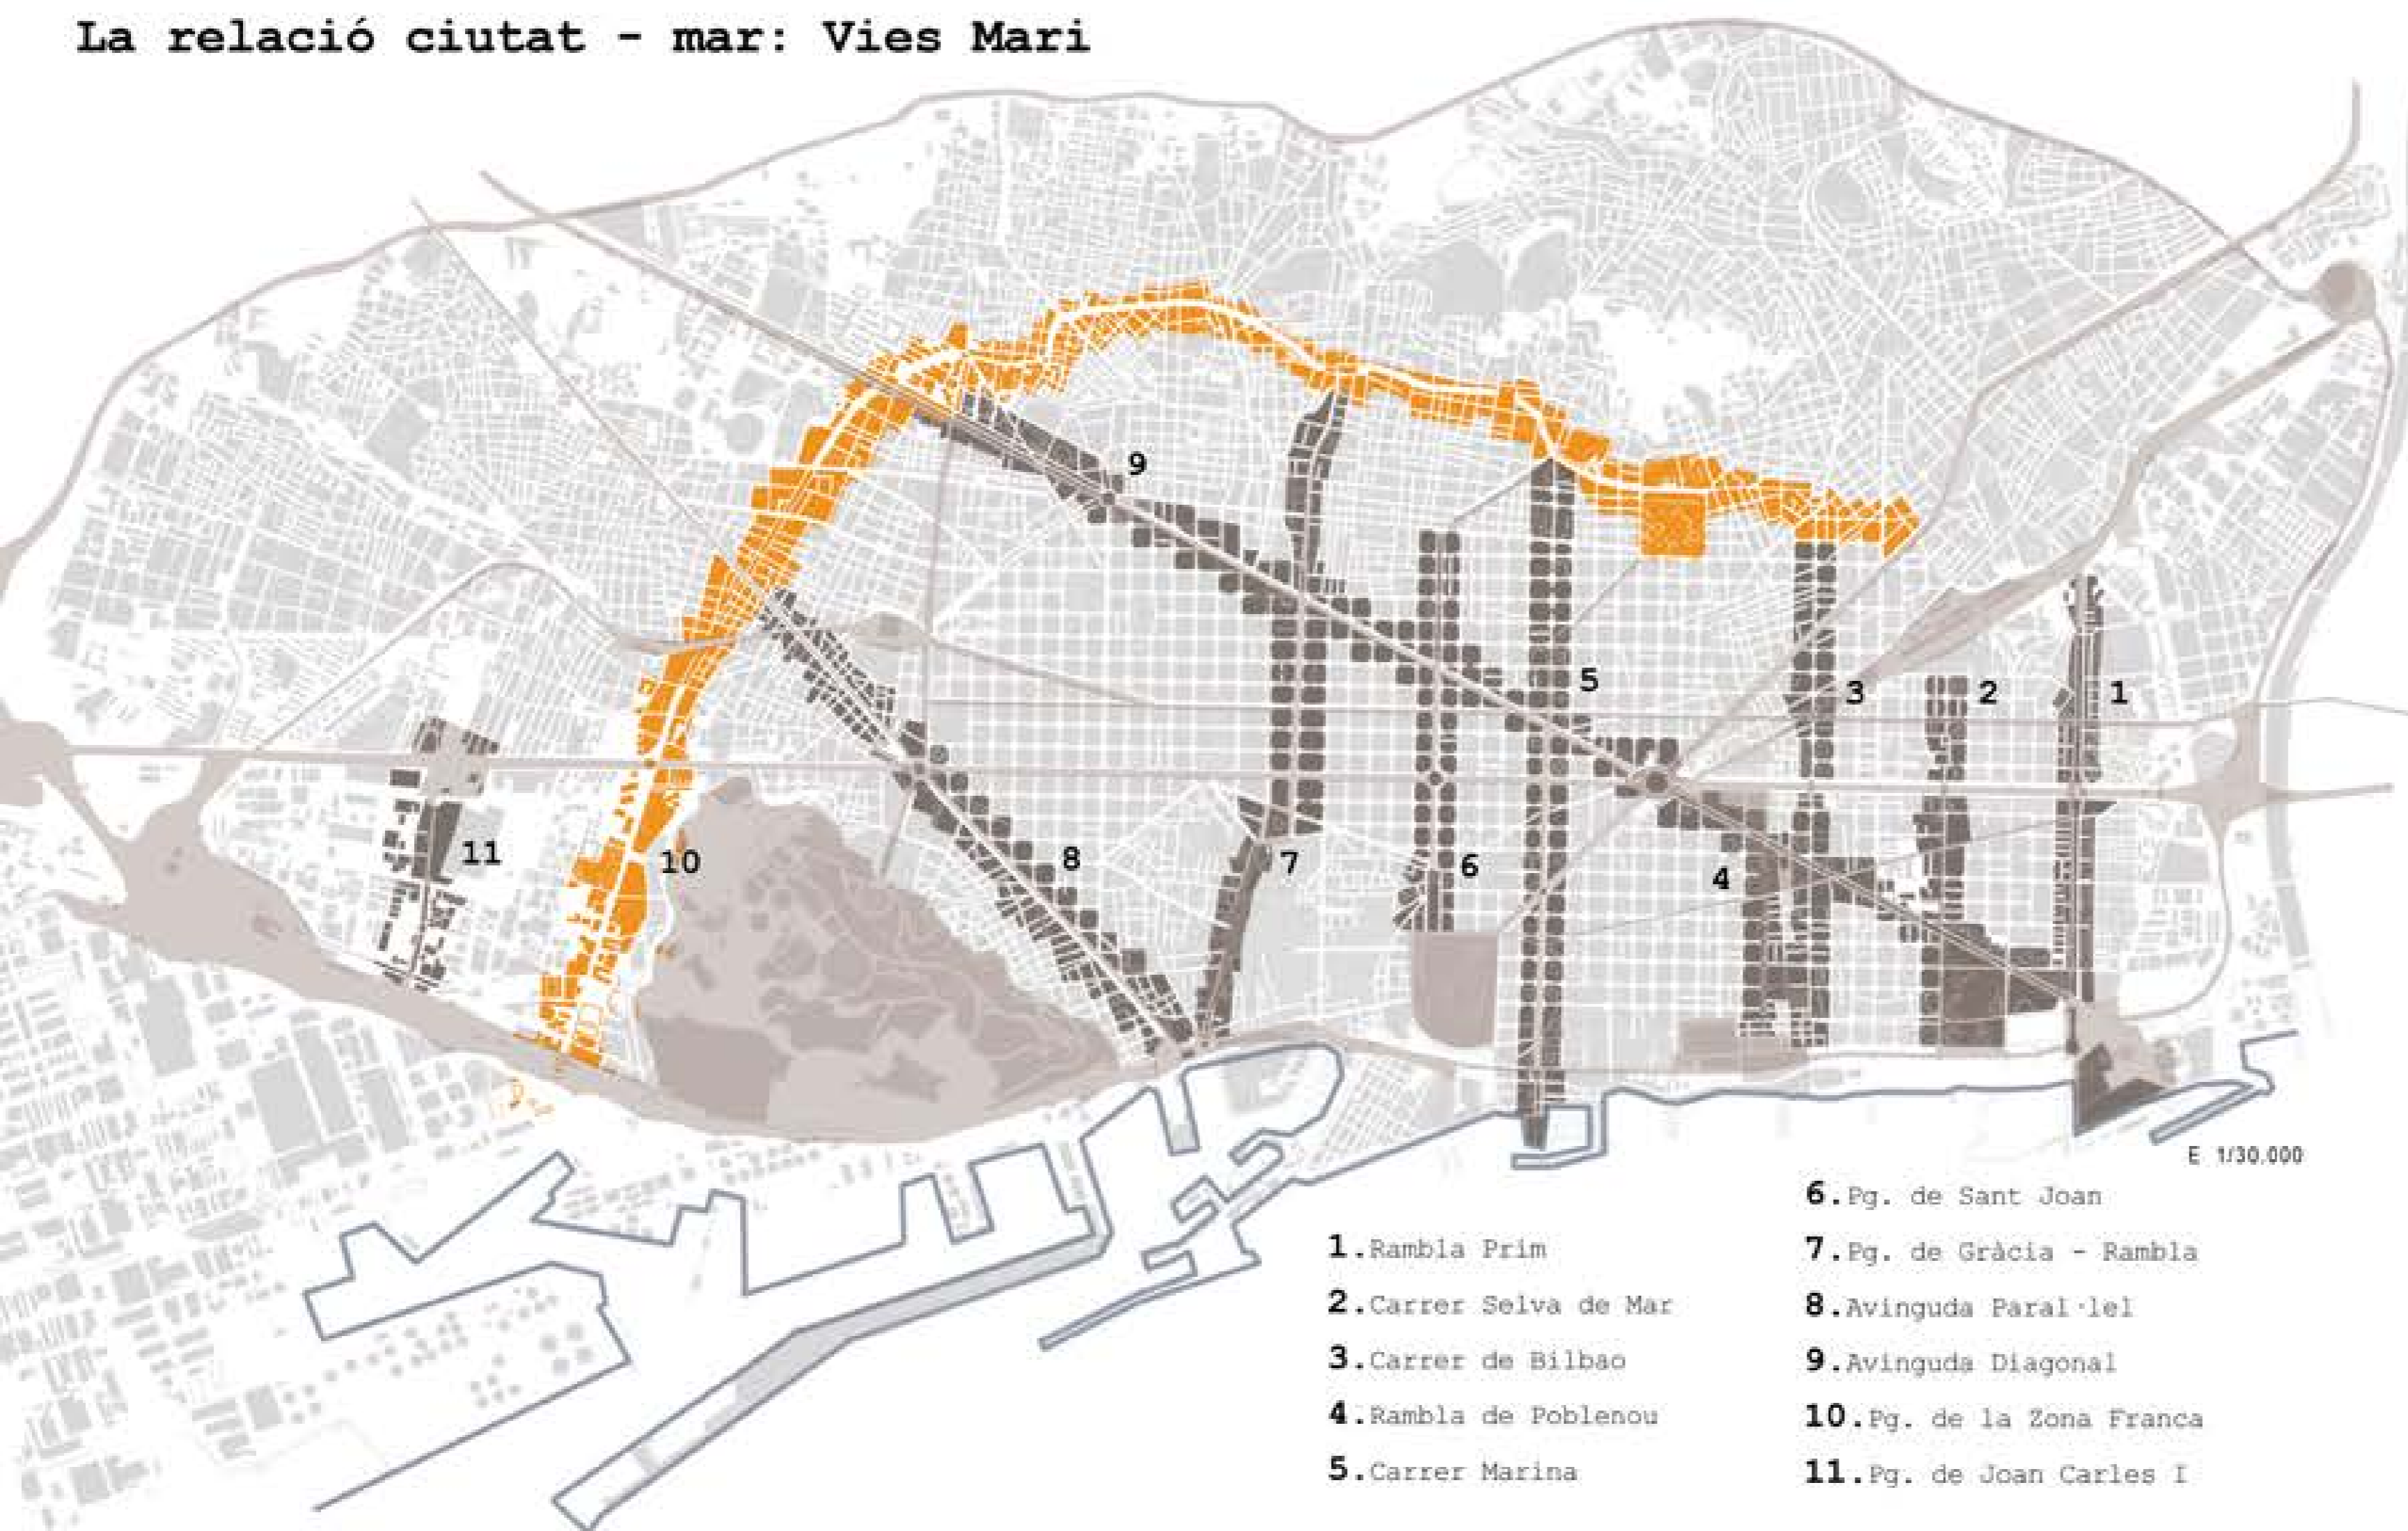 La relació ciutat - mar: Vies Mari
9
5
3
2
1
11
10
8
7
6
4
E 1/30.000
1.Rambla Prim
2.Carrer Selva de Mar
3.Carrer de Bilbao
4.Rambla de Poblenou
5.Carrer Marina
6.Pg. de Sant Joan
7.Pg. de Gràcia - Rambla
8.Avinguda Paral·lel
9.Avinguda Diagonal
10.Pg. de la Zona Franca
11.Pg. de Joan Carles I